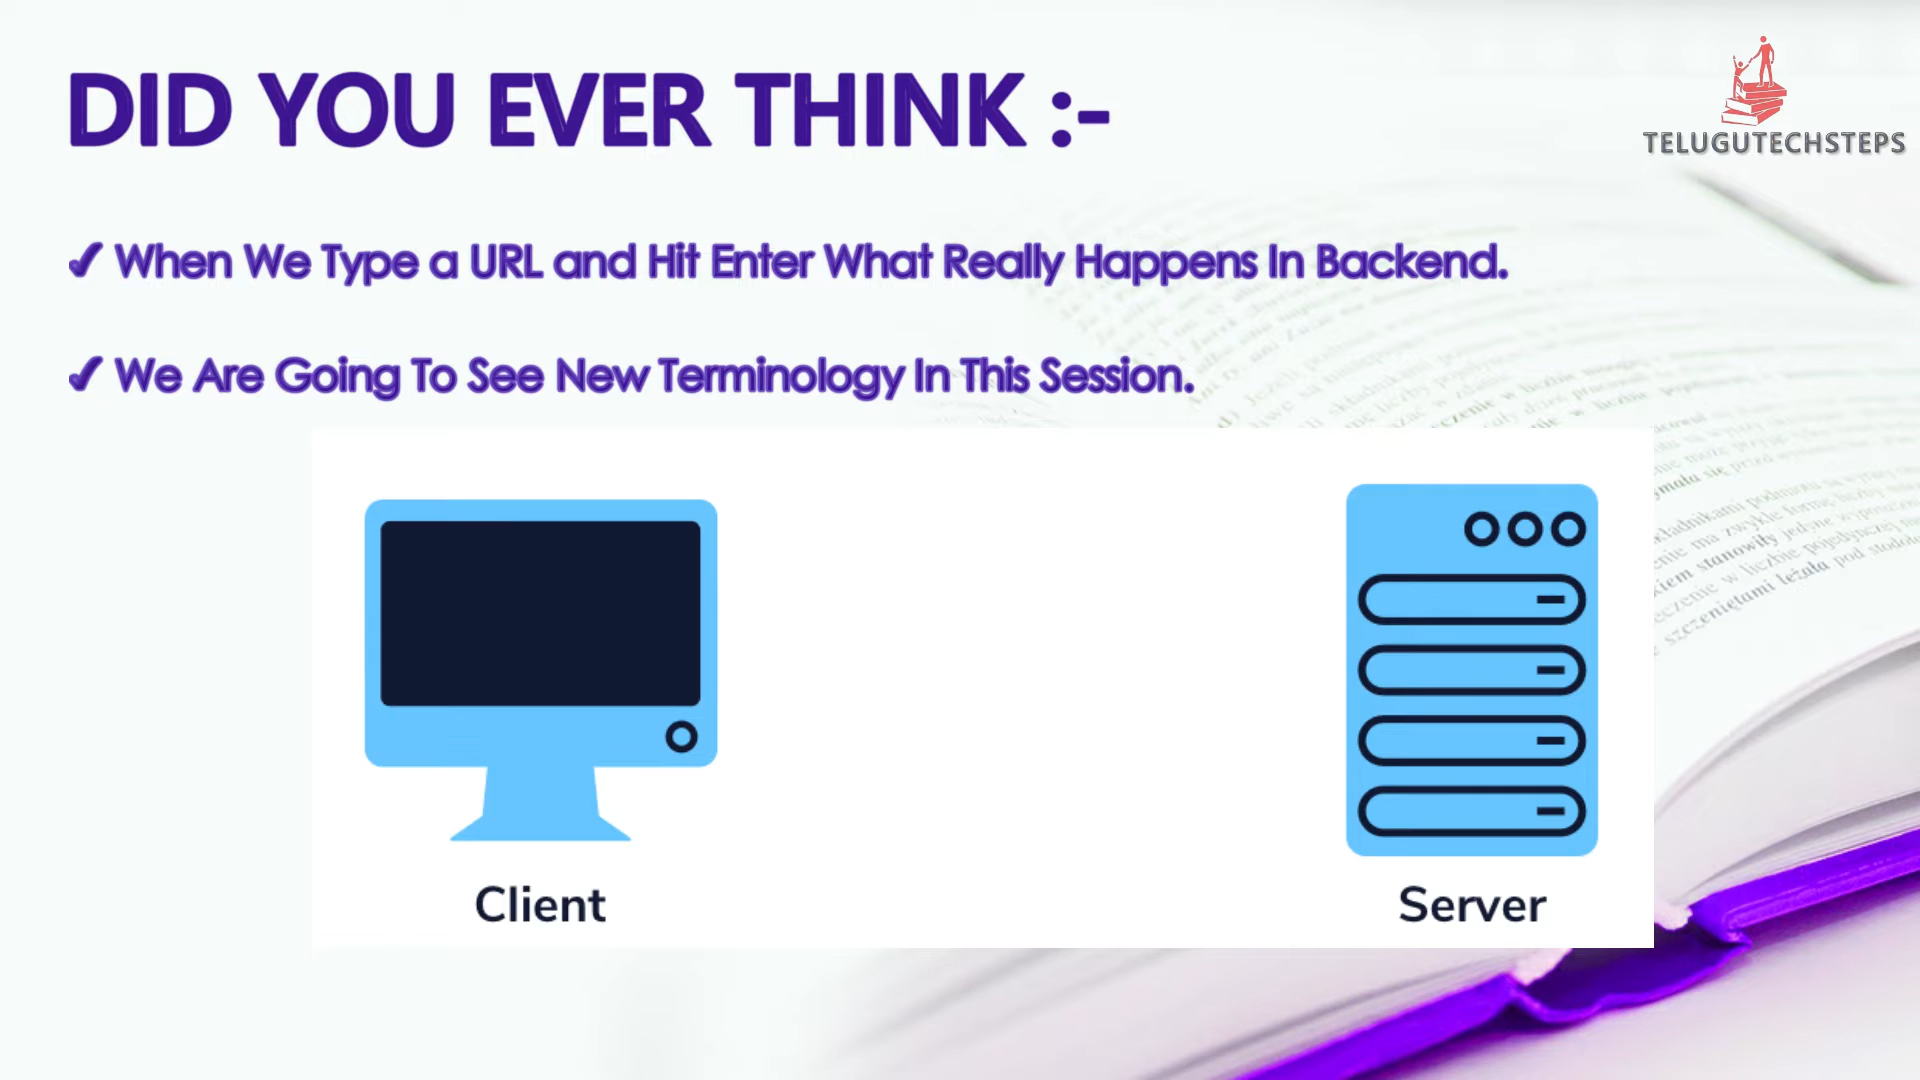 DID YOU EVER THINK :-
TELUGUTECHSTEPS
✓ When We Type a URL and Hit Enter What Really Happens In Backend.
✓ We Are Going To See New Terminology In This Session.
Client
Server